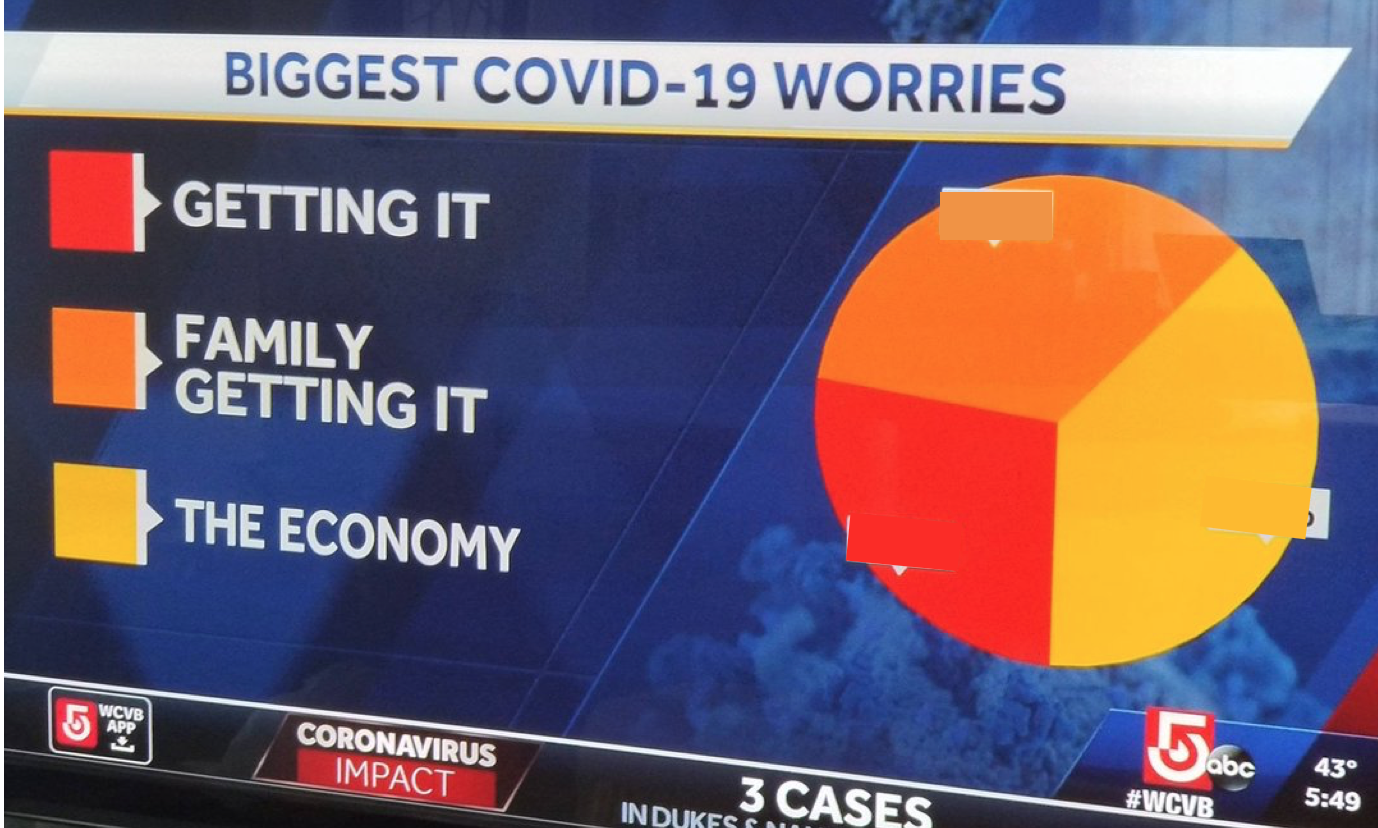 BIGGEST COVID-19 WORRIES
GETTING IT
FAMILY
GETTING IT
THE ECONOMY
5 WCVB
APP
CORONAVIRUS
IMPACT
3 CASES
IN DUKES &
5 abc
#WCVB
43°
5:49